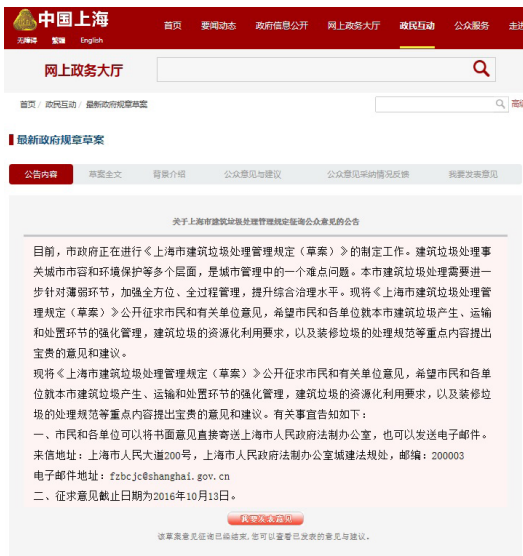 中国上海
首页 要闻动态 政府信息公开 网上政务大厅 政民互动 公众服务 走进
无障碍 繁體 English
网上政务大厅
首页 / 政民互动 / 最新政府规章草案
高级
最新政府规章草案
公告内容 草案全文 背景介绍 公众意见与建议 公众意见采纳情况反馈 我要发表意见
关于上海市建筑垃圾处理管理规定征询公众意见的公告
目前，市政府正在进行《上海市建筑垃圾处理管理规定（草案）》的制定工作。建筑垃圾处理事
关城市市容和环境保护等多个层面，是城市管理中的一个难点问题。本市建筑垃圾处理需要进一
步针对薄弱环节，加强全方位、全过程管理，提升综合治理水平。现将《上海市建筑垃圾处理管
理规定（草案）》公开征求市民和有关单位意见，希望市民和各单位就本市建筑垃圾产生、运输
和处置环节的强化管理，建筑垃圾的资源化利用要求，以及装修垃圾的处理规范等重点内容提出
宝贵的意见和建议。
现将《上海市建筑垃圾处理管理规定（草案）》公开征求市民和有关单位意见，希望市民和各单
位就本市建筑垃圾产生、运输和处置环节的强化管理，建筑垃圾的资源化利用要求，以及装修垃
圾的处理规范等重点内容提出宝贵的意见和建议。有关事宜告知如下：
一、市民和各单位可以将书面意见直接寄送上海市人民政府法制办公室，也可以发送电子邮件。
来信地址：上海市人民大道200号，上海市人民政府法制办公室城建法规处，邮编：200003
电子邮件地址：fzbcjc@shanghai.gov.cn
二、征求意见截止日期为2016年10月13日。
我要发表意见
该草案意见征询已经结束,您可以查看已发表的意见与建议。